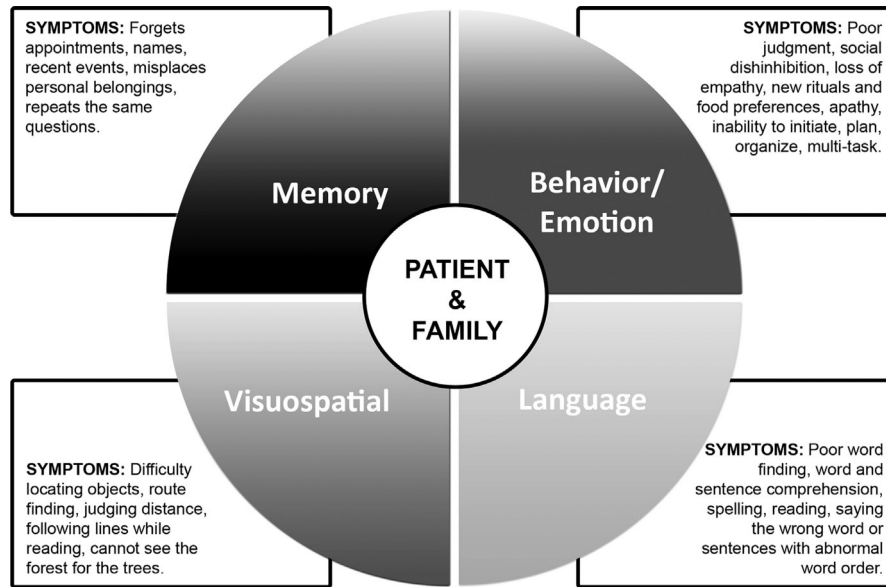 SYMPTOMS: Forgets
appointments, names,
recent events, misplaces
personal belongings,
repeats the same
questions.
SYMPTOMS: Poor
judgment, social
dishinhibition, loss of
empathy, new rituals and
food preferences, apathy,
inability to initiate, plan,
organize, multi-task.
Memory
Behavior/
Emotion
PATIENT
&
FAMILY
Visuospatial
Language
SYMPTOMS: Difficulty
locating objects, route
finding, judging distance,
following lines while
reading, cannot see the
forest for the trees.
SYMPTOMS: Poor word
finding, word and
sentence comprehension,
spelling, reading, saying
the wrong word or
sentences with abnormal
word order.